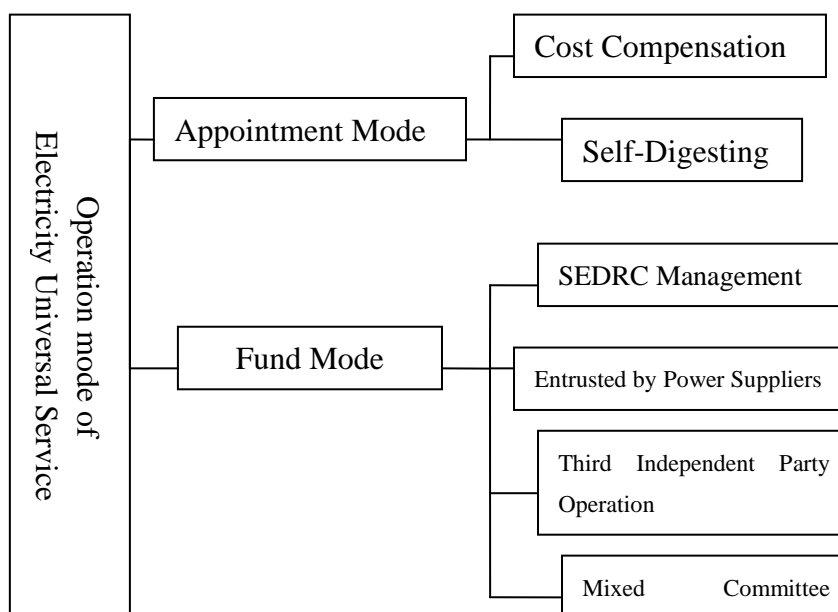 Operation mode of
Electricity Universal Service
Appointment Mode
Cost Compensation
Self-Digesting
Fund Mode
SEDRC Management
Entrusted by Power Suppliers
Third Independent Party
Operation
Mixed Committee